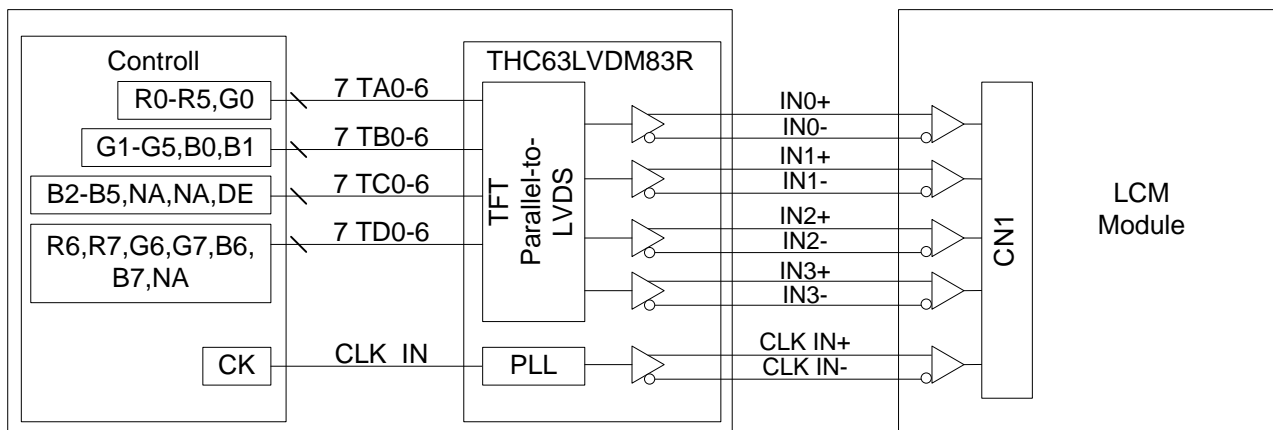 Controll
R0-R5,G0
G1-G5,B0,B1
B2-B5,NA,NA,DE
R6,R7,G6,G7,B6,
B7,NA
CK
7 TA0-6
7 TB0-6
7 TC0-6
7 TD0-6
CLK IN
THC63LVDM83R
TFT
Parallel-to-
LVDS
PLL
IN0+
IN0-
IN1+
IN1-
IN2+
IN2-
IN3+
IN3-
CLK IN+
CLK IN-
CN1
LCM
Module